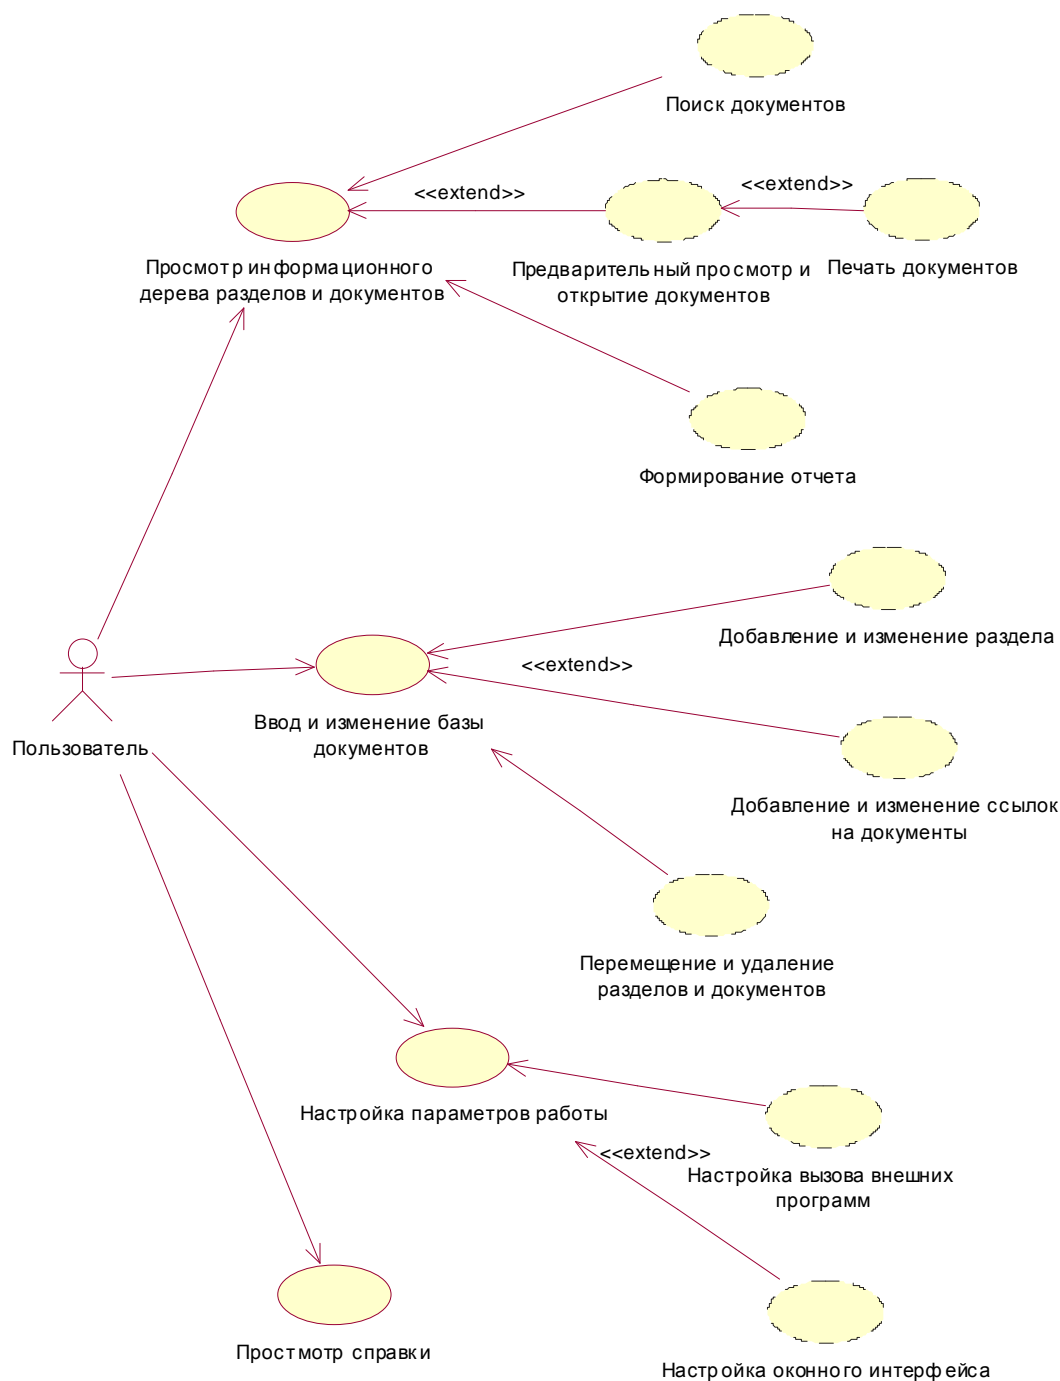 Поиск документов
<<extend>>
<<extend>>
Просмотр информационного
дерева разделов и документов
Предварительный просмотр и
открытие документов
Печать документов
Формирование отчета
Добавление и изменение раздела
<<extend>>
Ввод и изменение базы
документов
Пользователь
Добавление и изменение ссылок
на документы
Перемещение и удаление
разделов и документов
Настройка параметров работы
<<extend>>
Настройка вызова внешних
программ
Простмотр справки
Настройка оконного интерфейса